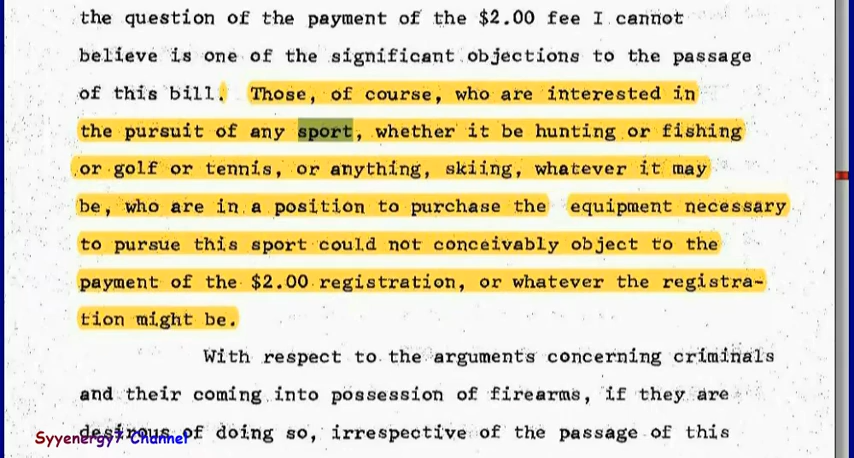 the question of the payment of the $2.00 fee I cannot
believe is one of the significant objections to the passage
of this bill. Those, of course, who are interested in
the pursuit of any sport, whether it be hunting or fishing
or golf or tennis, or anything, skiing, whatever it may
be, who are in a position to purchase the equipment necessary
to pursue this sport could not conceivably object to the
payment of the $2.00 registration, or whatever the registra-
tion might be.
With respect to the arguments concerning criminals
and their coming into possession of firearms, if they are
desirous of doing so, irrespective of the passage of this
Syyenergy7 Channel